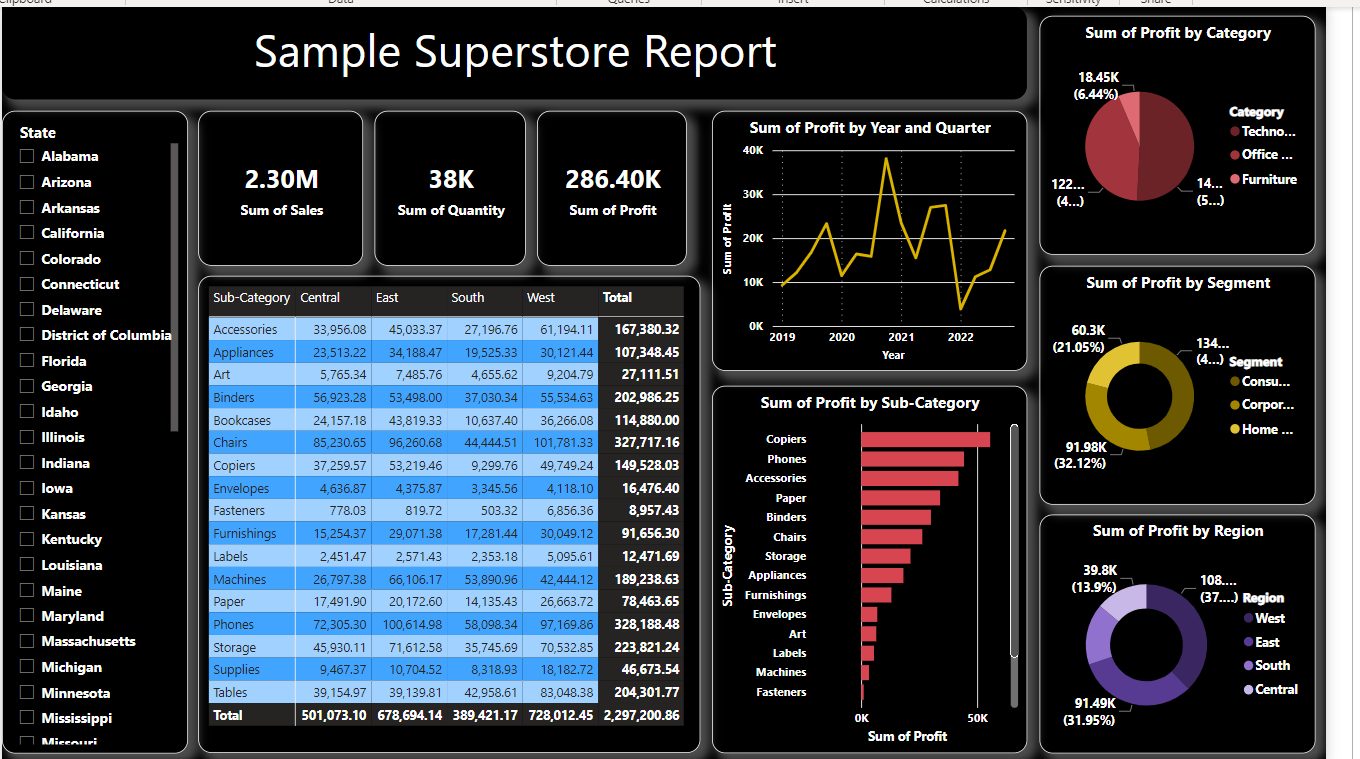 Clipboard
Data
Queries
Insert
Calculations
Sensitivity
Share
Sample Superstore Report
State
Alabama
Arizona
Arkansas
California
Colorado
Connecticut
Delaware
District of Columbia
Florida
Georgia
Idaho
Illinois
Indiana
Iowa
Kansas
Kentucky
Louisiana
Maine
Maryland
Massachusetts
Michigan
Minnesota
Mississippi
Missouri
2.30M
Sum of Sales
38K
Sum of Quantity
286.40K
Sum of Profit
Sub-Category Central East South West Total
Accessories 33,956.08 45,033.37 27,196.76 61,194.11 167,380.32
Appliances 23,513.22 34,188.47 19,525.33 30,121.44 107,348.45
Art 5,765.34 7,485.76 4,655.62 9,204.79 27,111.51
Binders 56,923.28 53,498.00 37,030.34 55,534.63 202,986.25
Bookcases 24,157.18 43,819.33 10,637.40 36,266.08 114,880.00
Chairs 85,230.65 96,260.68 44,444.51 101,781.33 327,717.16
Copiers 37,259.57 53,219.46 9,299.76 49,749.24 149,528.03
Envelopes 4,636.87 4,375.87 3,345.56 4,118.10 16,476.40
Fasteners 778.03 819.72 503.32 6,856.36 8,957.43
Furnishings 15,254.37 29,071.38 17,281.44 30,049.12 91,656.30
Labels 2,451.47 2,571.43 2,353.18 5,095.61 12,471.69
Machines 26,797.38 66,106.17 53,890.96 42,444.12 189,238.63
Paper 17,491.90 20,172.60 14,135.43 26,663.72 78,463.65
Phones 72,305.30 100,614.98 58,098.34 97,169.86 328,188.48
Storage 45,930.11 71,612.58 35,745.69 70,532.85 223,821.24
Supplies 9,467.37 10,704.52 8,318.93 18,182.72 46,673.54
Tables 39,154.97 39,139.81 42,958.61 83,048.38 204,301.77
Total 501,073.10 678,694.14 389,421.17 728,012.45 2,297,200.86
Sum of Profit by Year and Quarter
Sum of Profit
40K
30K
20K
10K
0K
2019 2020 2021 2022
Year
Sum of Profit by Sub-Category
Sub-Category
Copiers
Phones
Accessories
Paper
Binders
Chairs
Storage
Appliances
Furnishings
Envelopes
Art
Labels
Machines
Fasteners
0K 50K
Sum of Profit
Sum of Profit by Category
18.45K
(6.44%)
122...
(4...)
14...
(5...)
Category
Techno...
Office ...
Furniture
Sum of Profit by Segment
60.3K
(21.05%)
134...
(4...)
91.98K
(32.12%)
Segment
Consu...
Corpor...
Home ...
Sum of Profit by Region
39.8K
(13.9%)
108....
(37....)
91.49K
(31.95%)
Region
West
East
South
Central